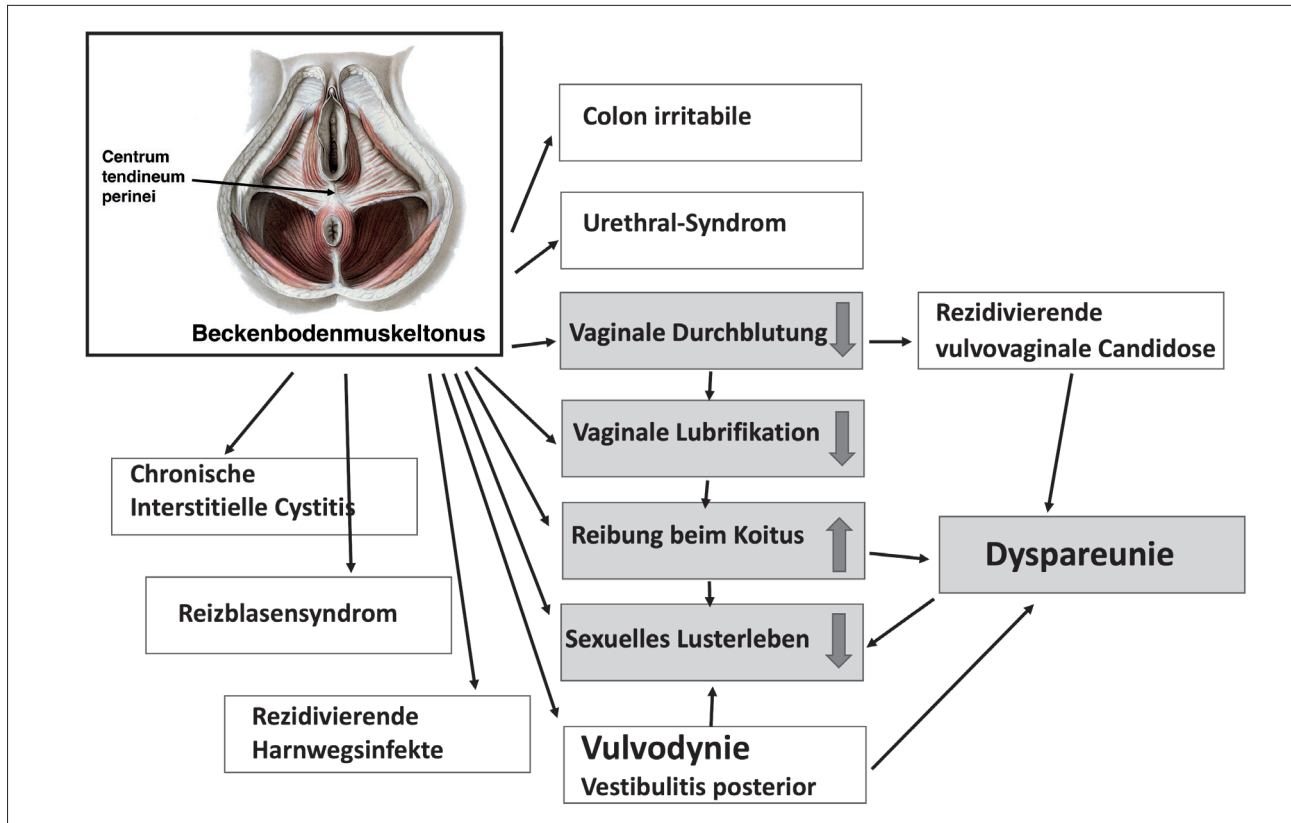 Centrum
tendineum
perinei
Beckenbodenmuskeltonus
Colon irritabile
Urethral-Syndrom
Vaginale Durchblutung
Rezidivierende
vulvovaginale Candidose
Vaginale Lubrifikation
Chronische
Interstitielle Cystitis
Reibung beim Koitus
Dyspareunie
Reizblasensyndrom
Sexuelles Lusterleben
Rezidivierende
Harnwegsinfekte
Vulvodynie
Vestibulitis posterior